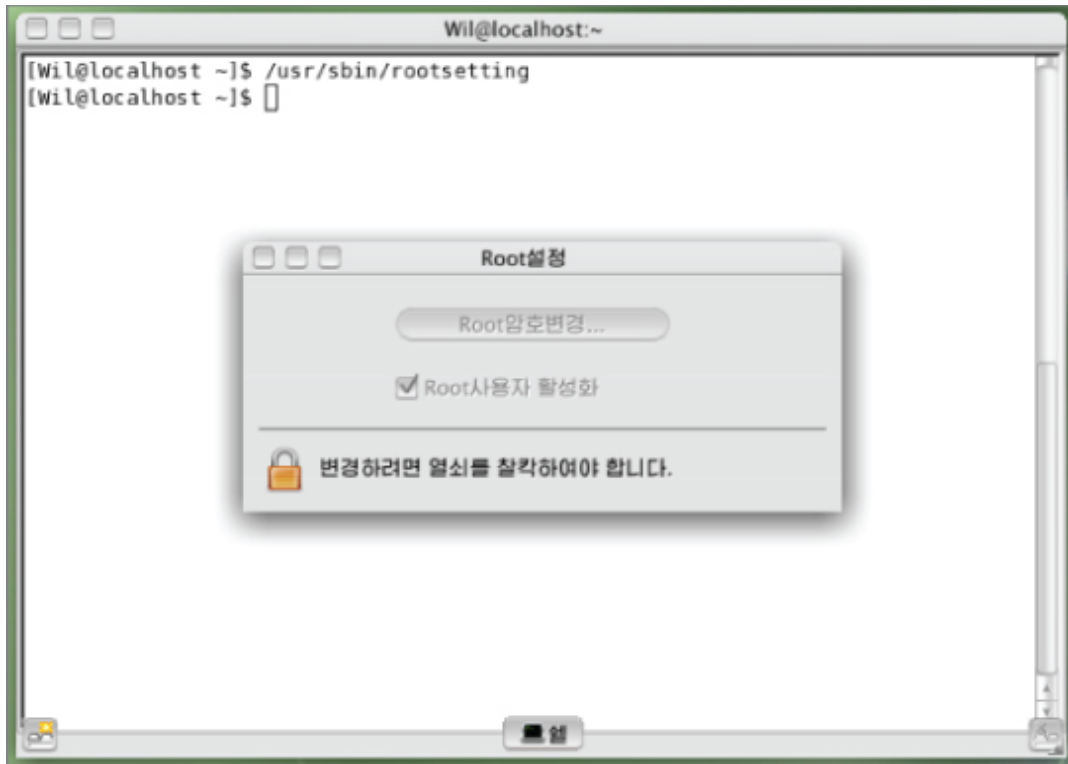 Wil@localhost:~
[Wil@localhost ~]$ /usr/sbin/rootsetting
[Wil@localhost ~]$
Root설정
Root암호변경...
Root사용자 활성화
변경하려면 열쇠를 찰칵하여야 합니다.
쉘